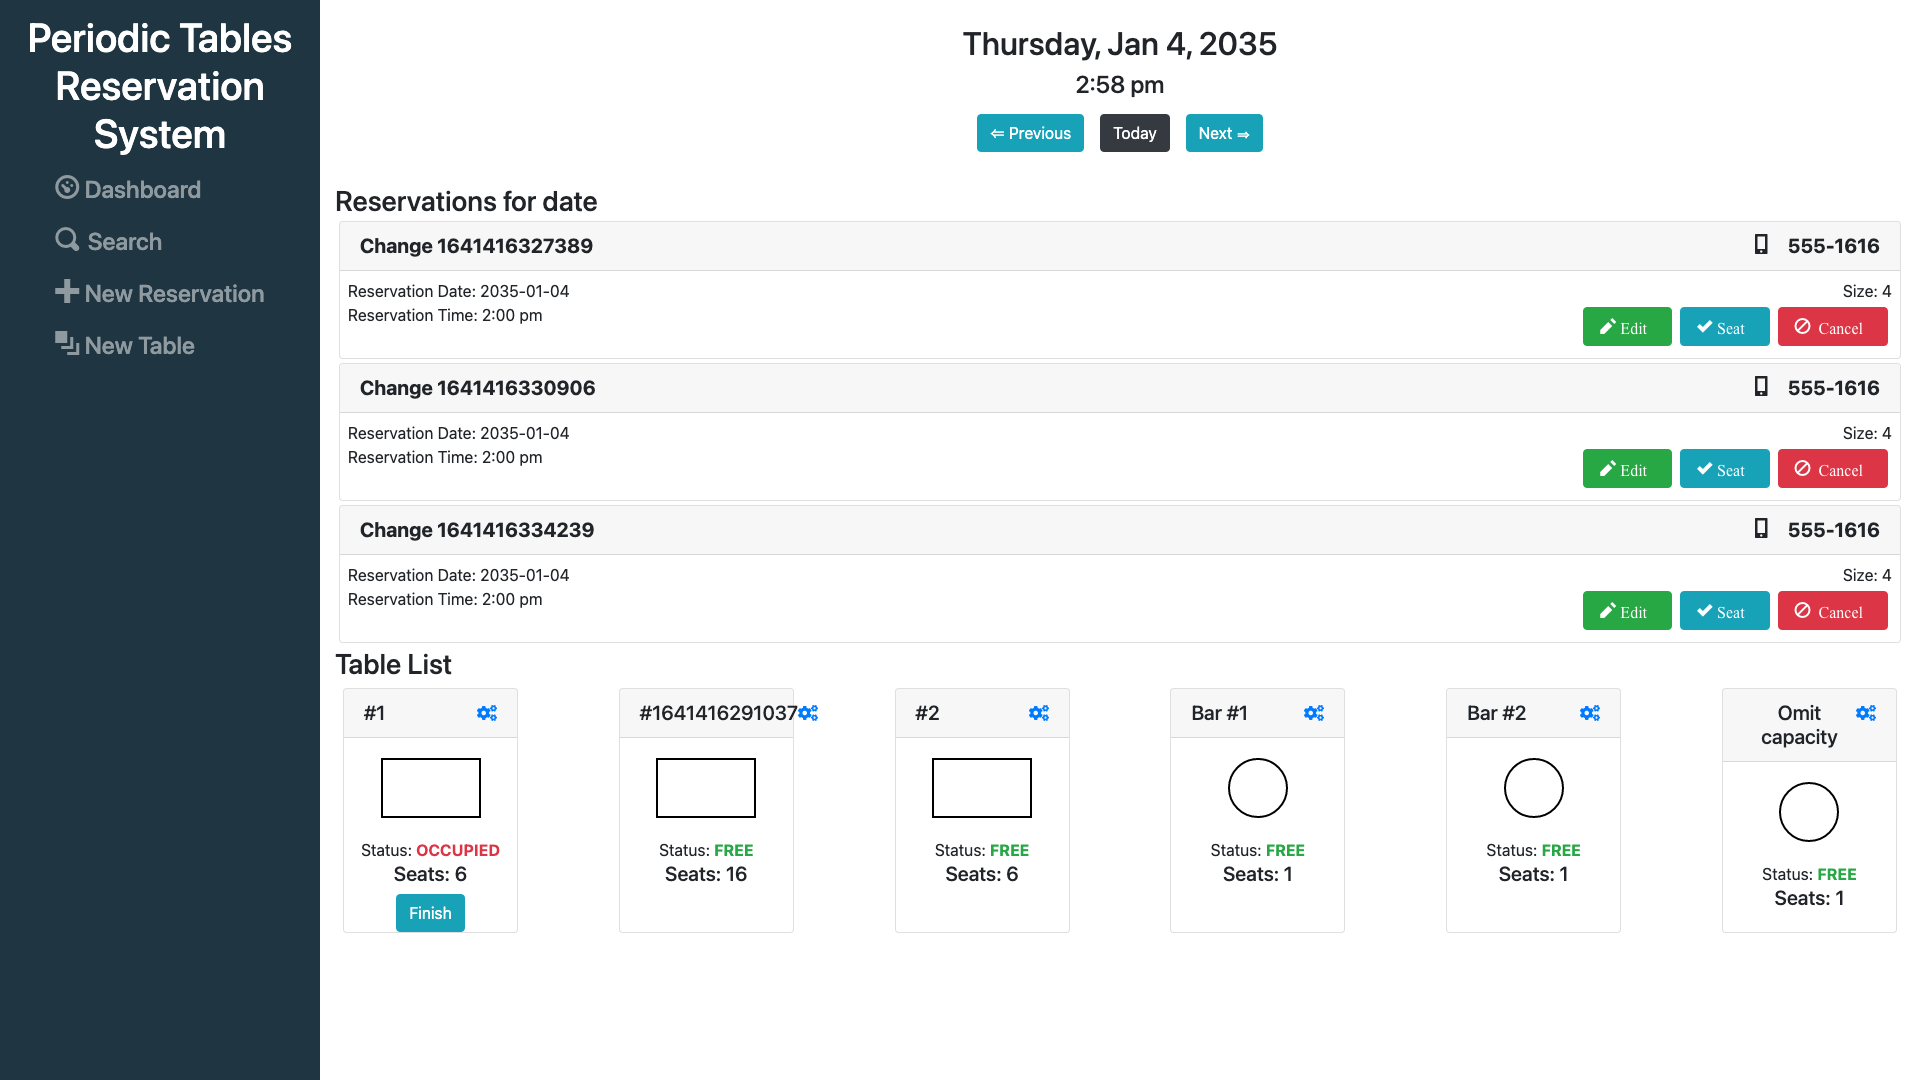 Periodic Tables
Reservation
System
Dashboard
Search
New Reservation
New Table
Thursday, Jan 4, 2035
2:58 pm
⇐ Previous
Today
Next ⇒
Reservations for date
Change 1641416327389
555-1616
Reservation Date: 2035-01-04
Size: 4
Reservation Time: 2:00 pm
Edit
Seat
Cancel
Change 1641416330906
555-1616
Reservation Date: 2035-01-04
Size: 4
Reservation Time: 2:00 pm
Edit
Seat
Cancel
Change 1641416334239
555-1616
Reservation Date: 2035-01-04
Size: 4
Reservation Time: 2:00 pm
Edit
Seat
Cancel
Table List
#1
Status: OCCUPIED
Seats: 6
Finish
#1641416291037
Status: FREE
Seats: 16
#2
Status: FREE
Seats: 6
Bar #1
Status: FREE
Seats: 1
Bar #2
Status: FREE
Seats: 1
Omit
capacity
Status: FREE
Seats: 1